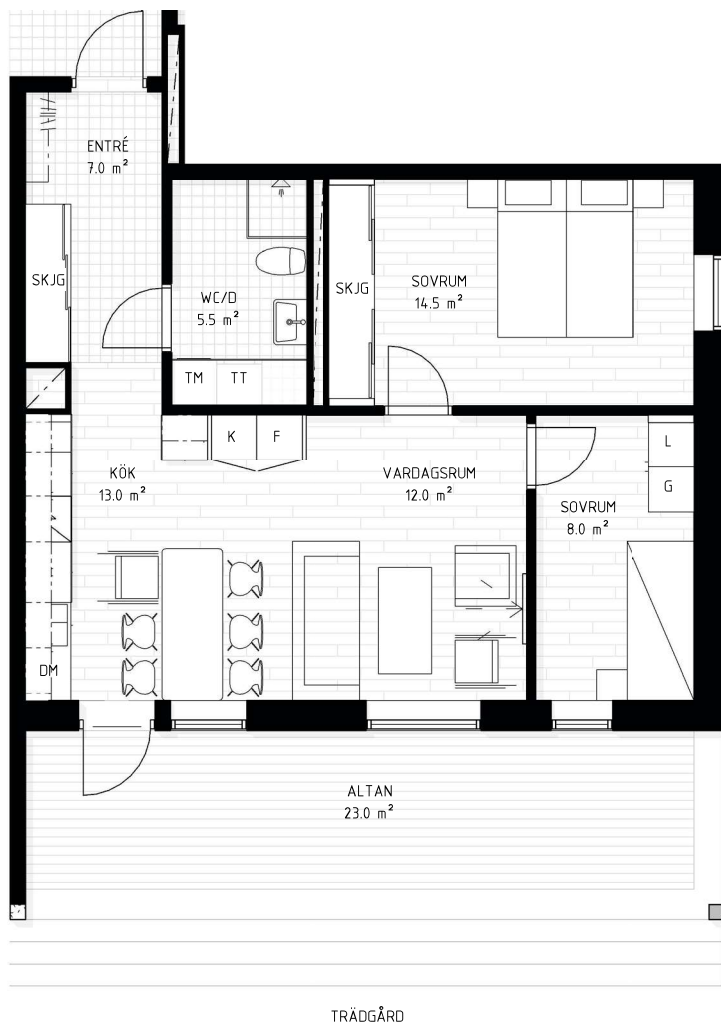 ENTRÉ
7.0 m²
SKJG
WC/D
5.5 m²
TM
TT
SKJG
SOVRUM
14.5 m²
K
F
KÖK
13.0 m²
VARDAGSRUM
12.0 m²
L
G
SOVRUM
8.0 m²
DM
ALTAN
23.0 m²
TRÄDGÅRD